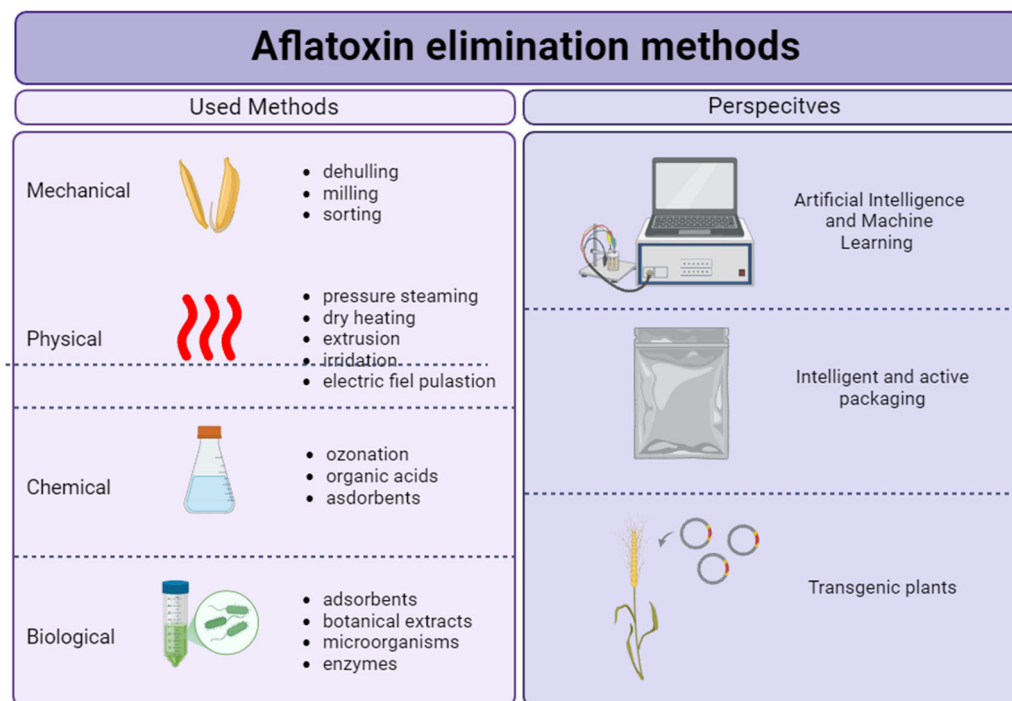 Aflatoxin elimination methods
Used Methods
Perspecitves
Mechanical
• dehulling
• milling
• sorting
Physical
• pressure steaming
• dry heating
• extrusion
• irridation
• electric fiel pulastion
Chemical
• ozonation
• organic acids
• asdorbents
Biological
• adsorbents
• botanical extracts
• microorganisms
• enzymes
Artificial Intelligence
and Machine
Learning
Intelligent and active
packaging
Transgenic plants